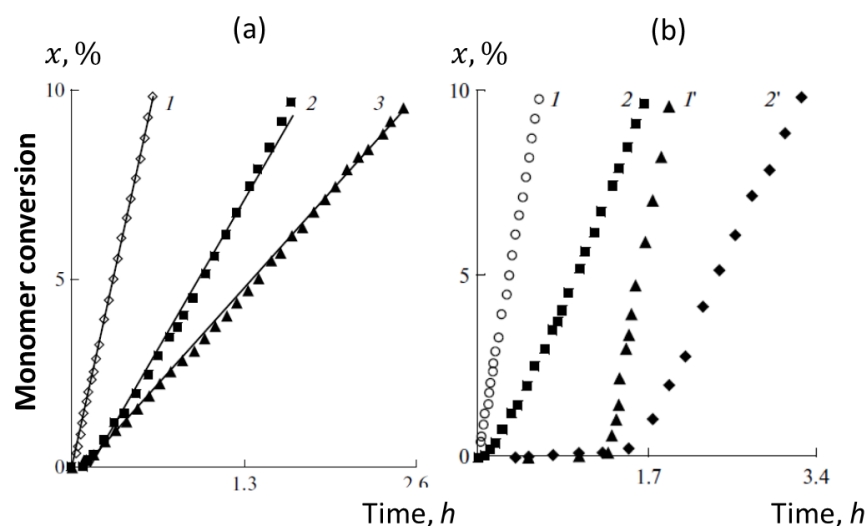 (a)
x, %
10
1
2
3
5
0
1.3
2.6
Time, h
Monomer conversion
(b)
x, %
10
1
2
1'
2'
5
0
1.7
3.4
Time, h